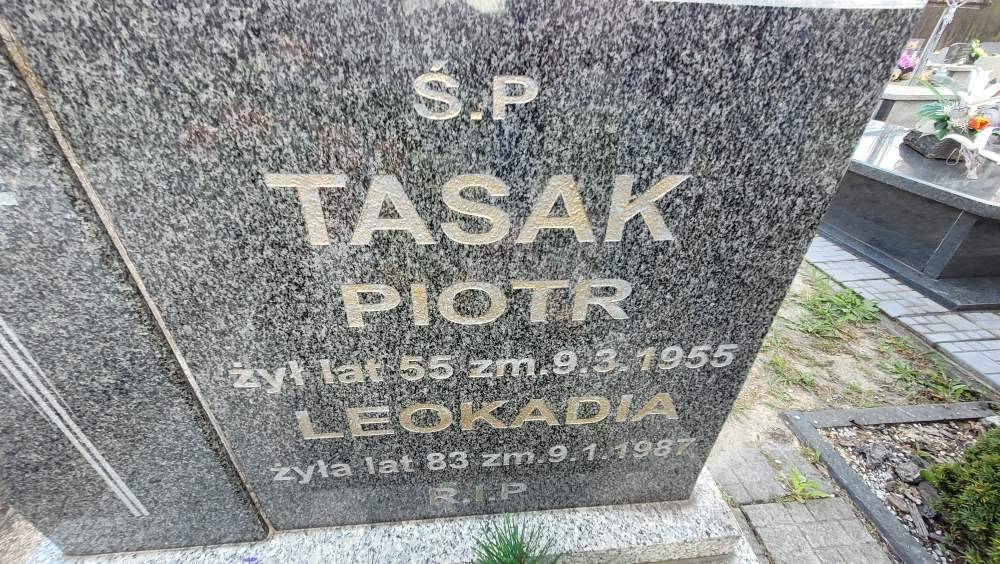 Ś.P
TASAK
PIOTR
żył lat 55 zm.9.3.1955
LEOKADIA
żyła lat 83 zm.9.1.1987
R.I.P